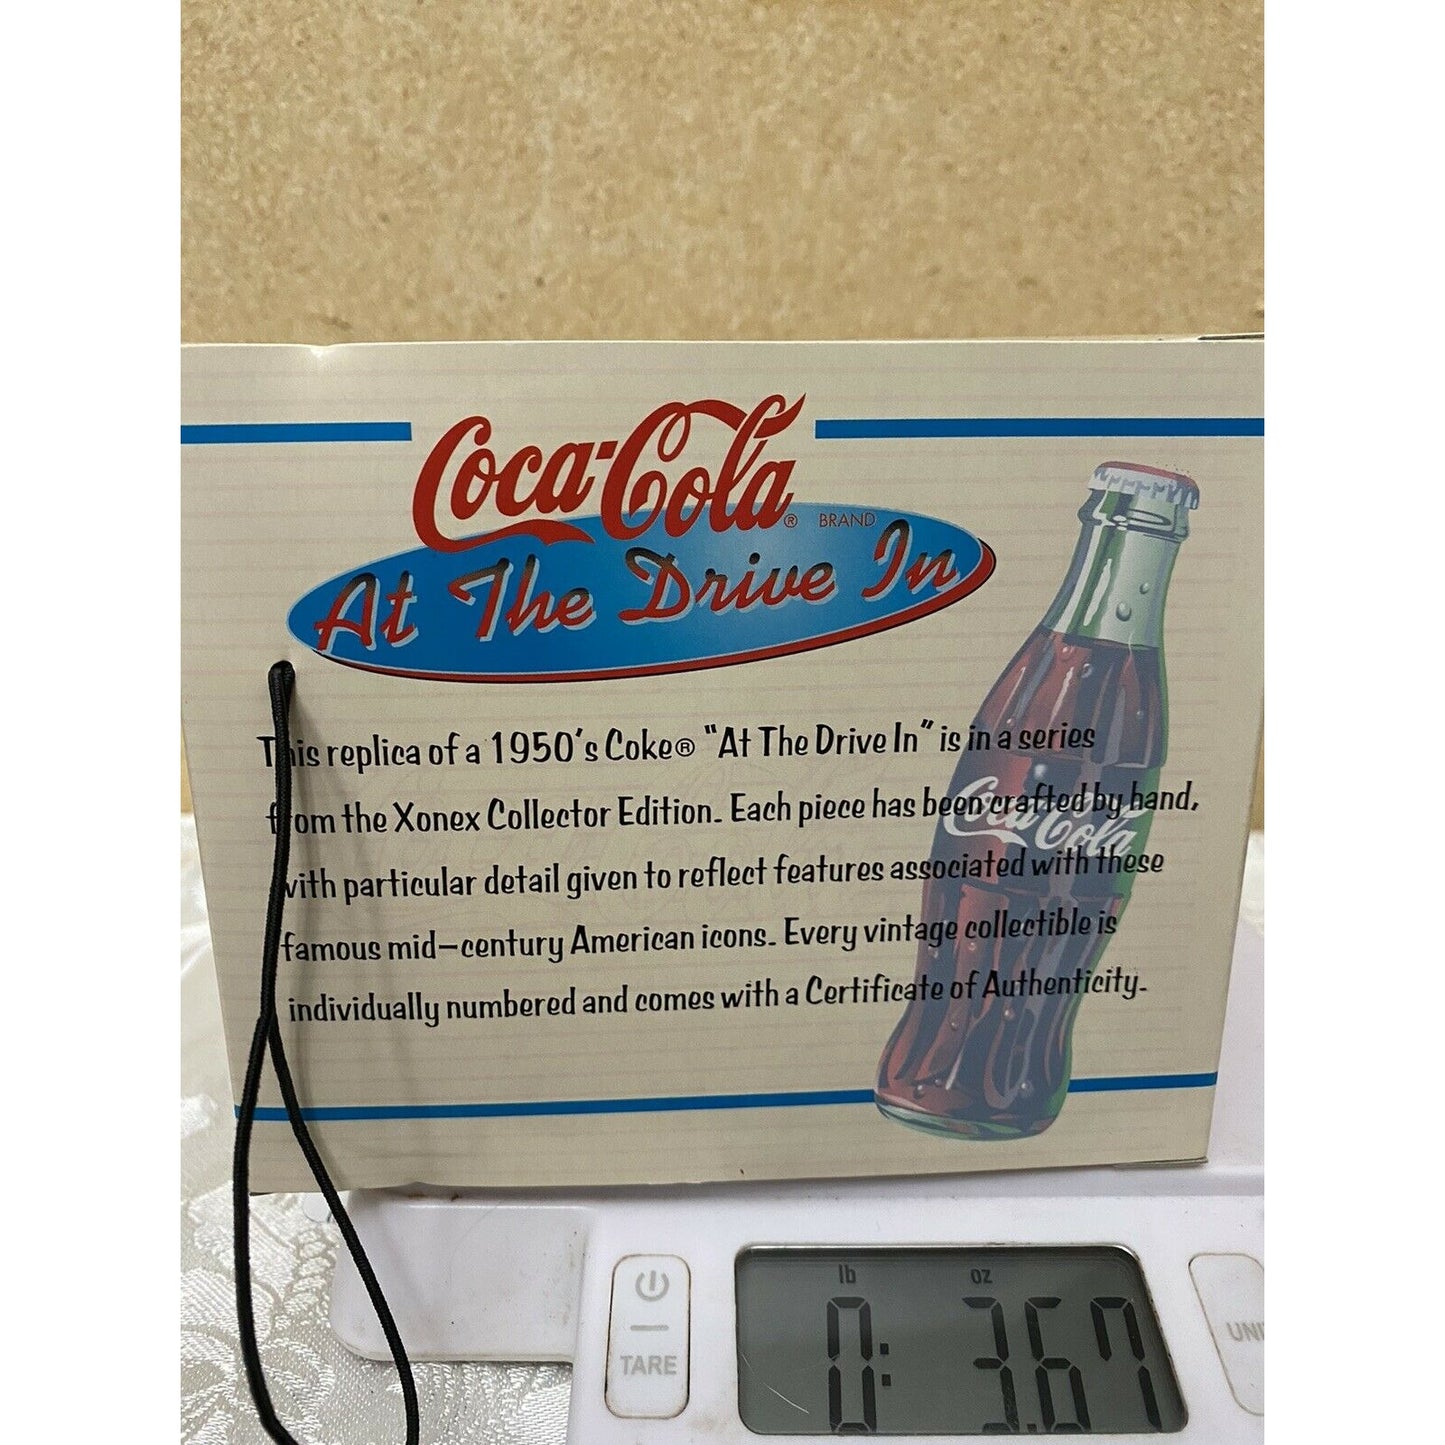 Coca-Cola® BRAND
At The Drive In
This replica of a 1950's Coke® "At The Drive In" is in a series
from the Xonex Collector Edition. Each piece has been crafted by hand,
with particular detail given to reflect features associated with these
famous mid-century American icons. Every vintage collectible is
individually numbered and comes with a Certificate of Authenticity.
Coca-Cola
lb oz
0: 3.67
TARE
UNI